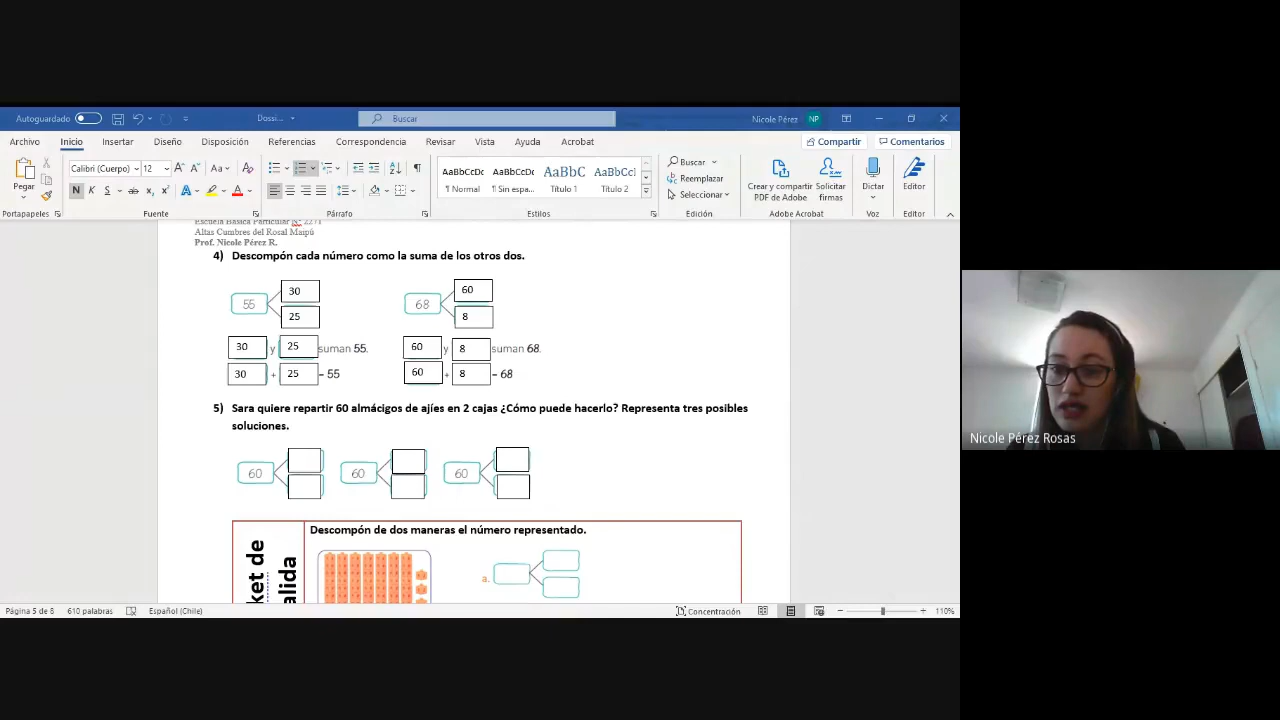 Autoguardado
Dossi...
Buscar
Nicole Pérez
NP
Archivo Inicio Insertar Diseño Disposición Referencias Correspondencia Revisar Vista Ayuda Acrobat
Compartir
Comentarios
Pegar
Portapapeles
Calibri (Cuerpo) 12
Fuente
Párrafo
AaBbCcDc AaBbCcDc AaBbC AaBbCcl
¶ Normal ¶ Sin espa... Título 1 Título 2
Estilos
Buscar
Reemplazar
Seleccionar
Edición
Crear y compartir Solicitar
PDF de Adobe firmas
Adobe Acrobat
Dictar
Voz
Editor
Editor
Escuela Básica Particular N° 2271
Altas Cumbres del Rosal Maipú
Prof. Nicole Pérez R.
4) Descompón cada número como la suma de los otros dos.
55 30 25
68 60 8
30 y 25 suman 55.
60 y 8 suman 68.
30 + 25 = 55
60 + 8 = 68
5) Sara quiere repartir 60 almácigos de ajíes en 2 cajas ¿Cómo puede hacerlo? Representa tres posibles
soluciones.
60 60 60
Descompón de dos maneras el número representado.
ket de
alida
a.
Página 5 de 8 610 palabras Español (Chile)
Concentración
110%
Nicole Pérez Rosas